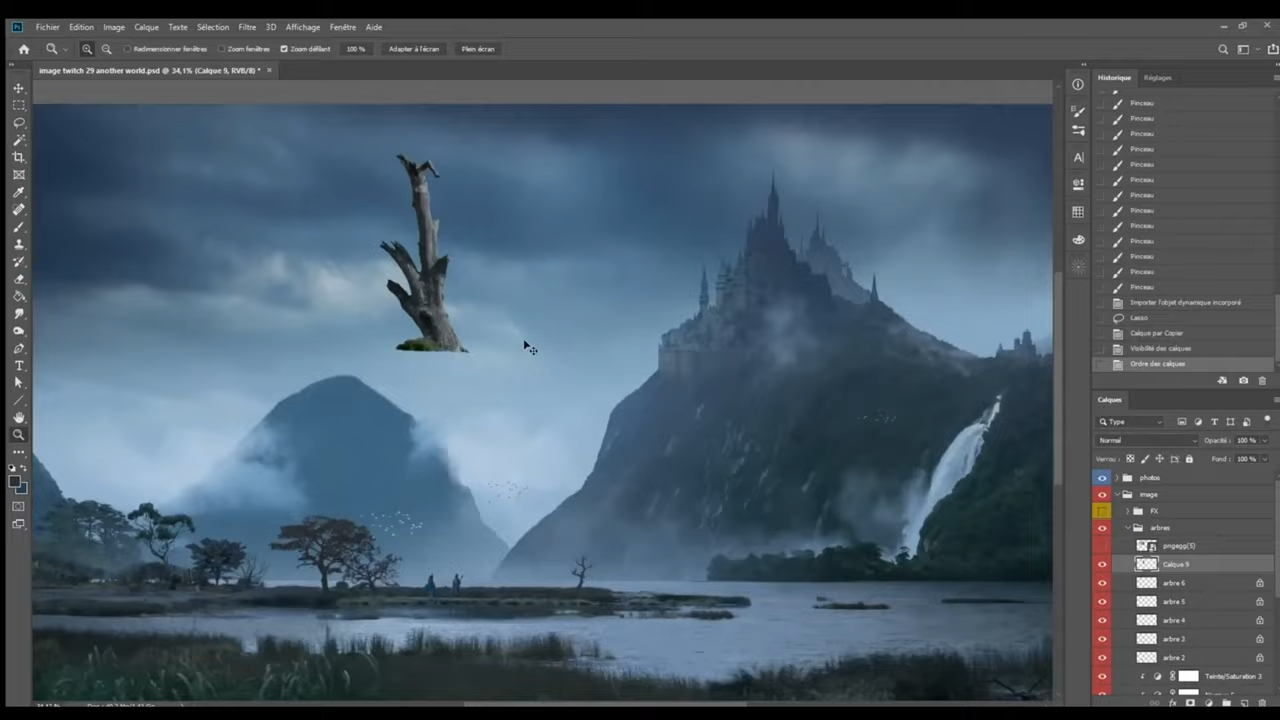 Ps Fichier Edition Image Calque Texte Sélection Filtre 3D Affichage Fenêtre Aide
Redimensionner fenêtres Zoom fenêtres Zoom défilant 100 % Adapter à l'écran Plein écran
image twitch 29 another world.psd @ 34,1% (Calque 9, RVB/8) *
Historique Réglages
Pinceau
Pinceau
Pinceau
Pinceau
Pinceau
Pinceau
Pinceau
Pinceau
Pinceau
Pinceau
Pinceau
Pinceau
Pinceau
Importer l'objet dynamique incorporé
Lasso
Calque par Copier
Visibilité des calques
Ordre des calques
Calques
Type
Normal Opacité : 100 %
Verrou : Fond : 100 %
photos
image
FX
arbres
pngegg(5)
Calque 9
arbre 6
arbre 5
arbre 4
arbre 3
arbre 2
Teinte/Saturation 3